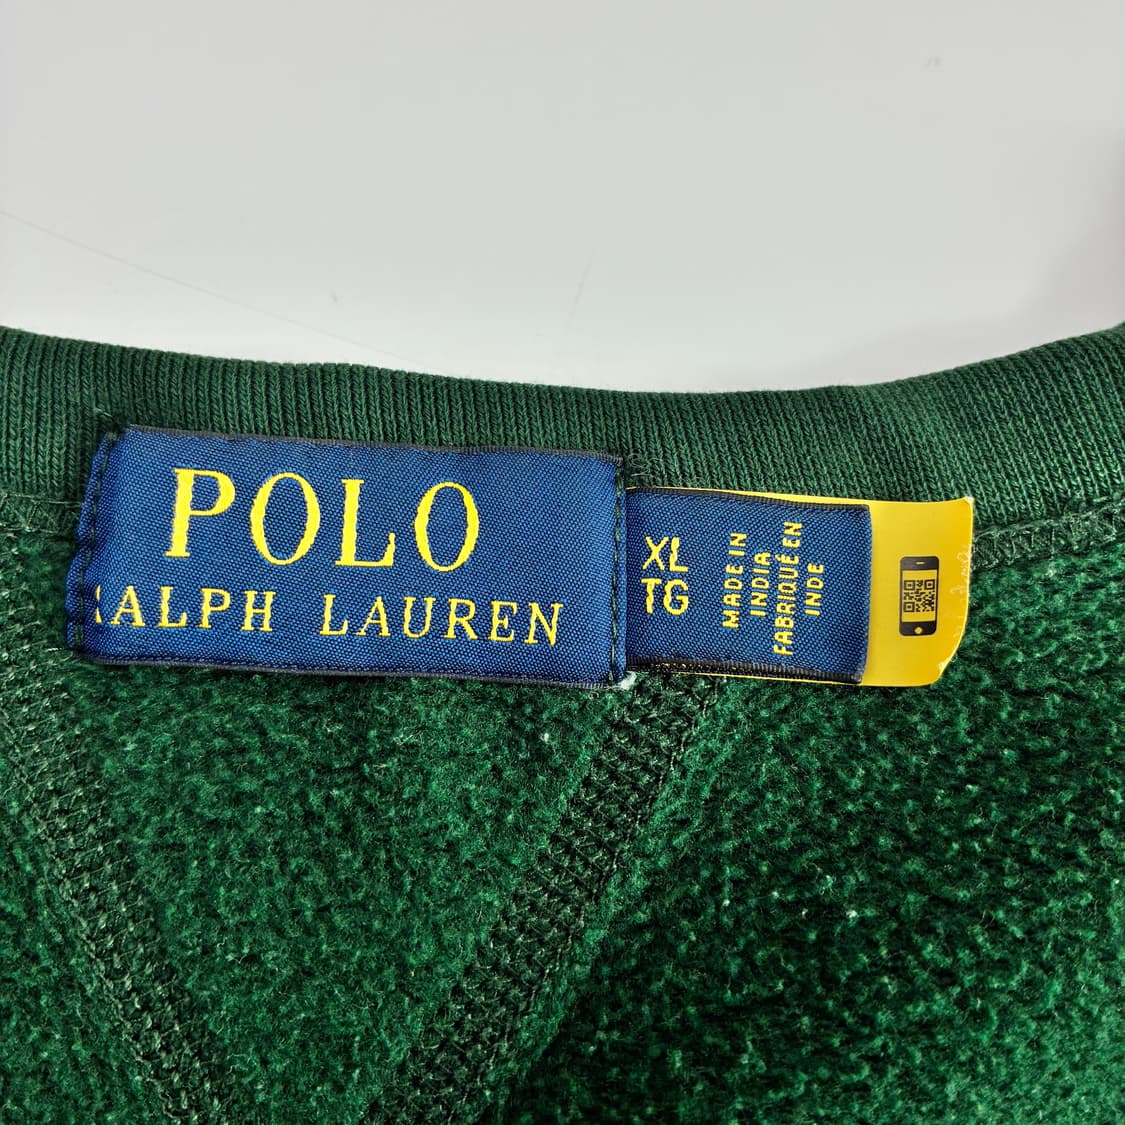 POLO
RALPH LAUREN
XL
TG
MADE IN
INDIA
FABRIQUÉ EN
INDE